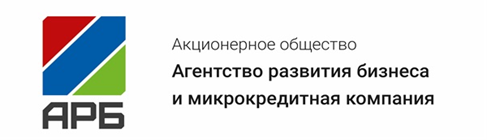 АРБ
Акционерное общество
Агентство развития бизнеса
и микрокредитная компания